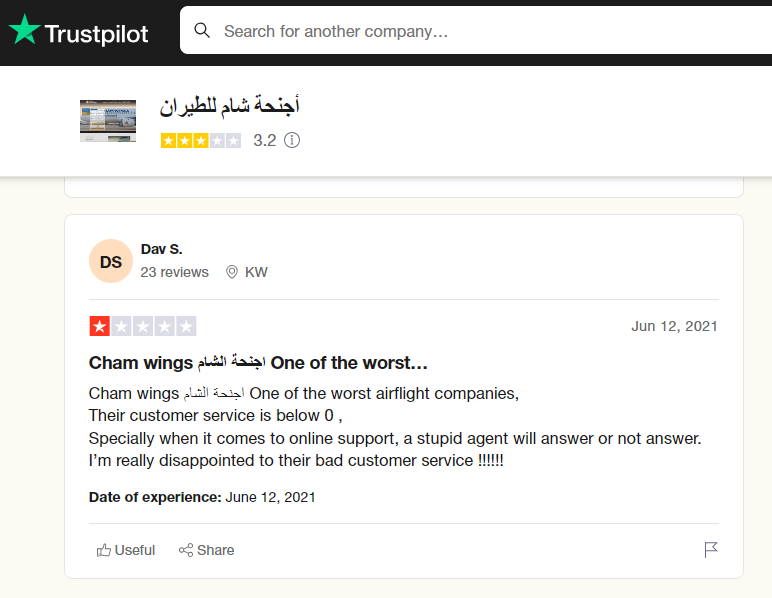 Trustpilot
Search for another company…
أجنحة شام للطيران
3.2
DS
Dav S.
23 reviews
KW
Jun 12, 2021
Cham wings اجنحة الشام One of the worst…
Cham wings اجنحة الشام One of the worst airflight companies,
Their customer service is below 0 ,
Specially when it comes to online support, a stupid agent will answer or not answer.
I’m really disappointed to their bad customer service !!!!!!
Date of experience: June 12, 2021
Useful
Share